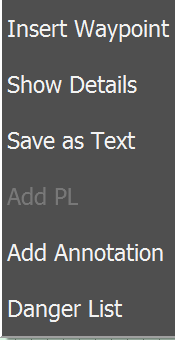 Insert Waypoint
Show Details
Save as Text
Add PL
Add Annotation
Danger List